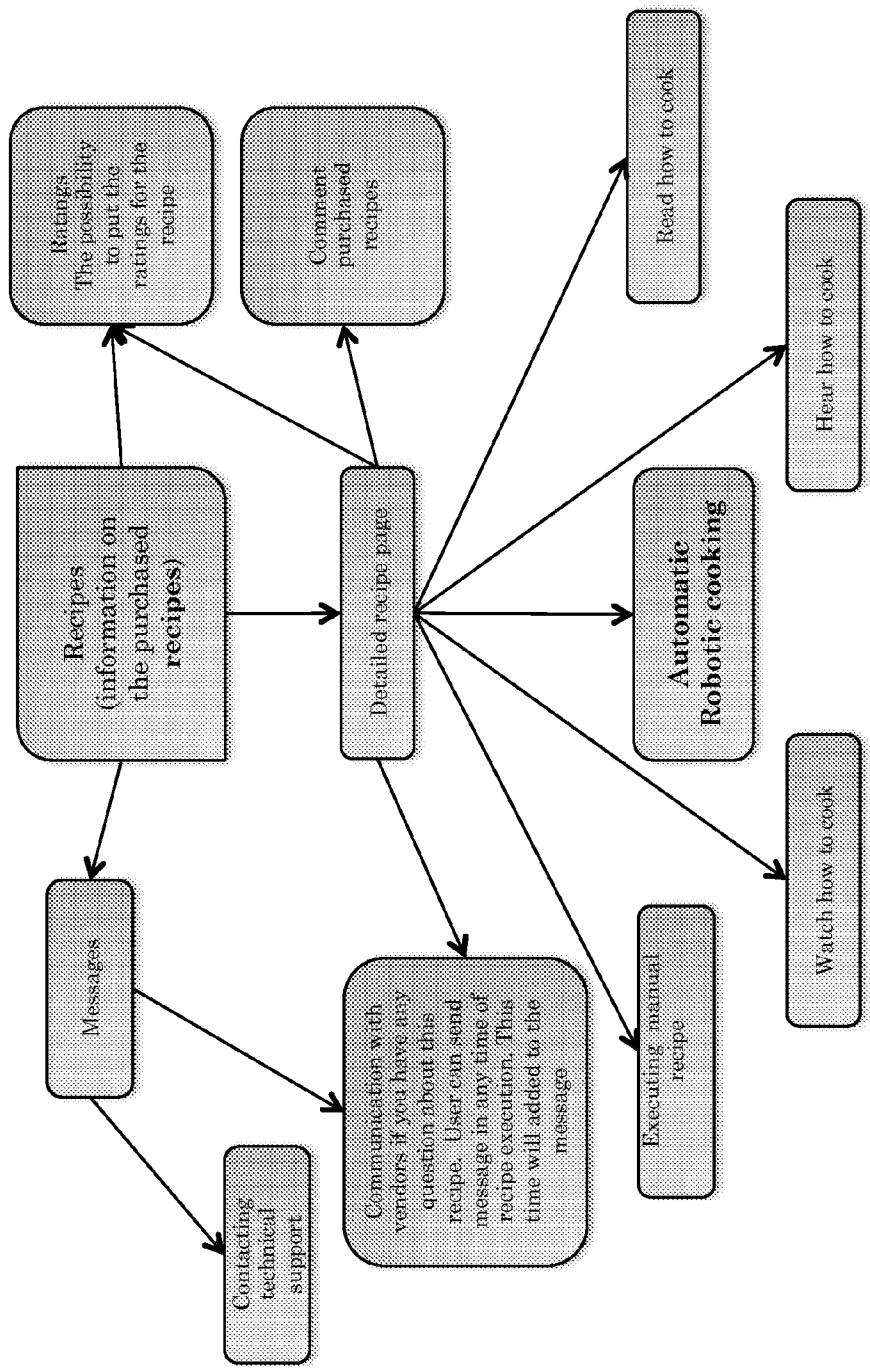 Recipes
(information on
the purchased
recipes)
Ratings
The possibility
to put the
ratings for the
recipe
Messages
Contacting
technical
support
Detailed recipe page
Comment
purchased
recipes
Communication with
vendors if you have any
question about this
recipe. User can send
message in any time of
recipe execution. This
time will added to the
message
Executing manual
recipe
Automatic
Robotic cooking
Read how to cook
Watch how to cook
Hear how to cook